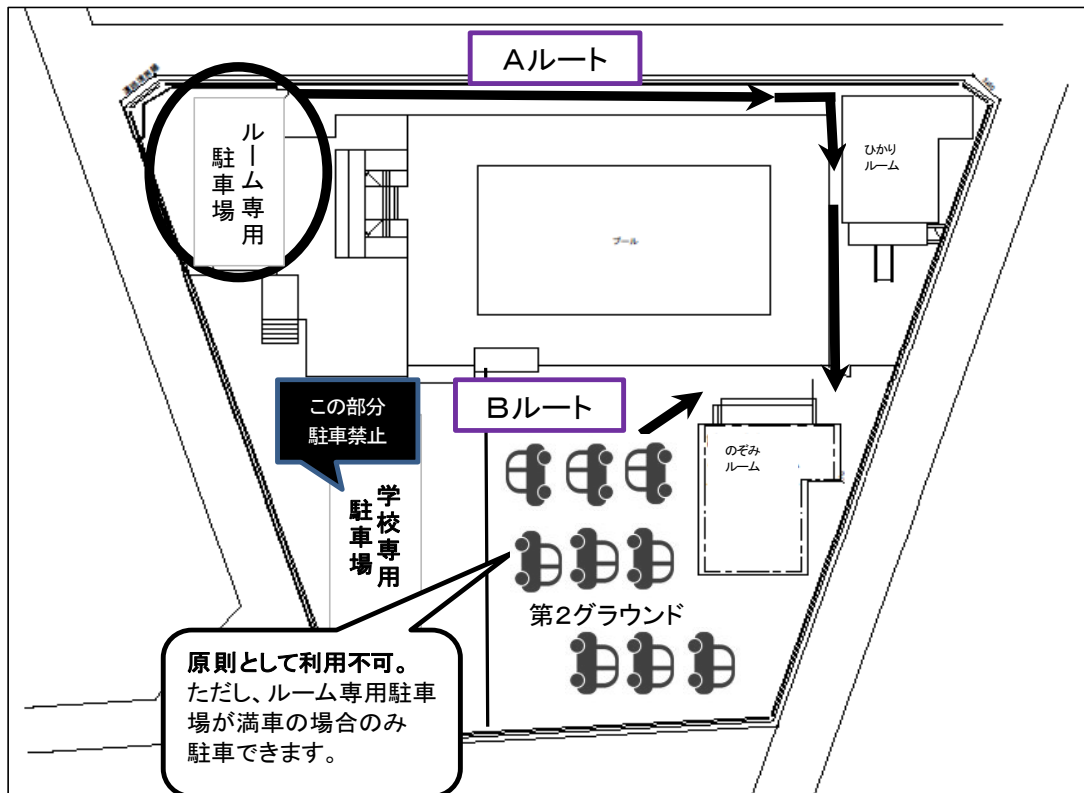 Aルート
ルーム専用
駐車場
ひかり
ルーム
プール
この部分
駐車禁止
Bルート
のぞみ
ルーム
学校専用
駐車場
第2グラウンド
原則として利用不可。
ただし、ルーム専用駐車
場が満車の場合のみ
駐車できます。